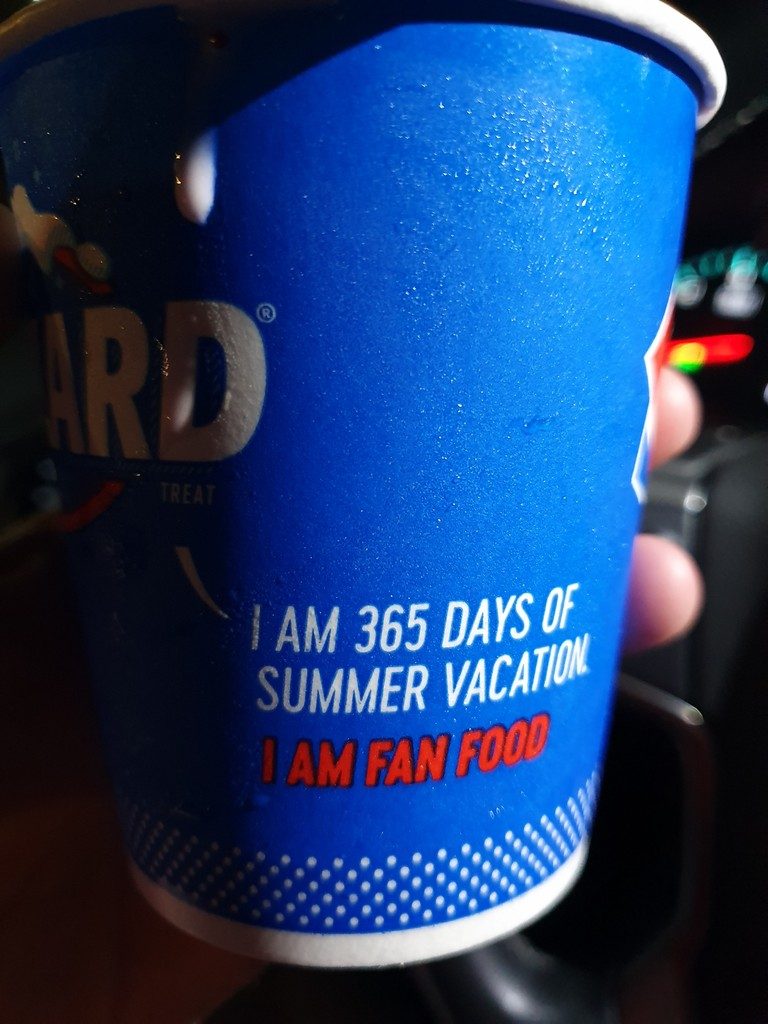 ARD®
TREAT
I AM 365 DAYS OF
SUMMER VACATION.
I AM FAN FOOD